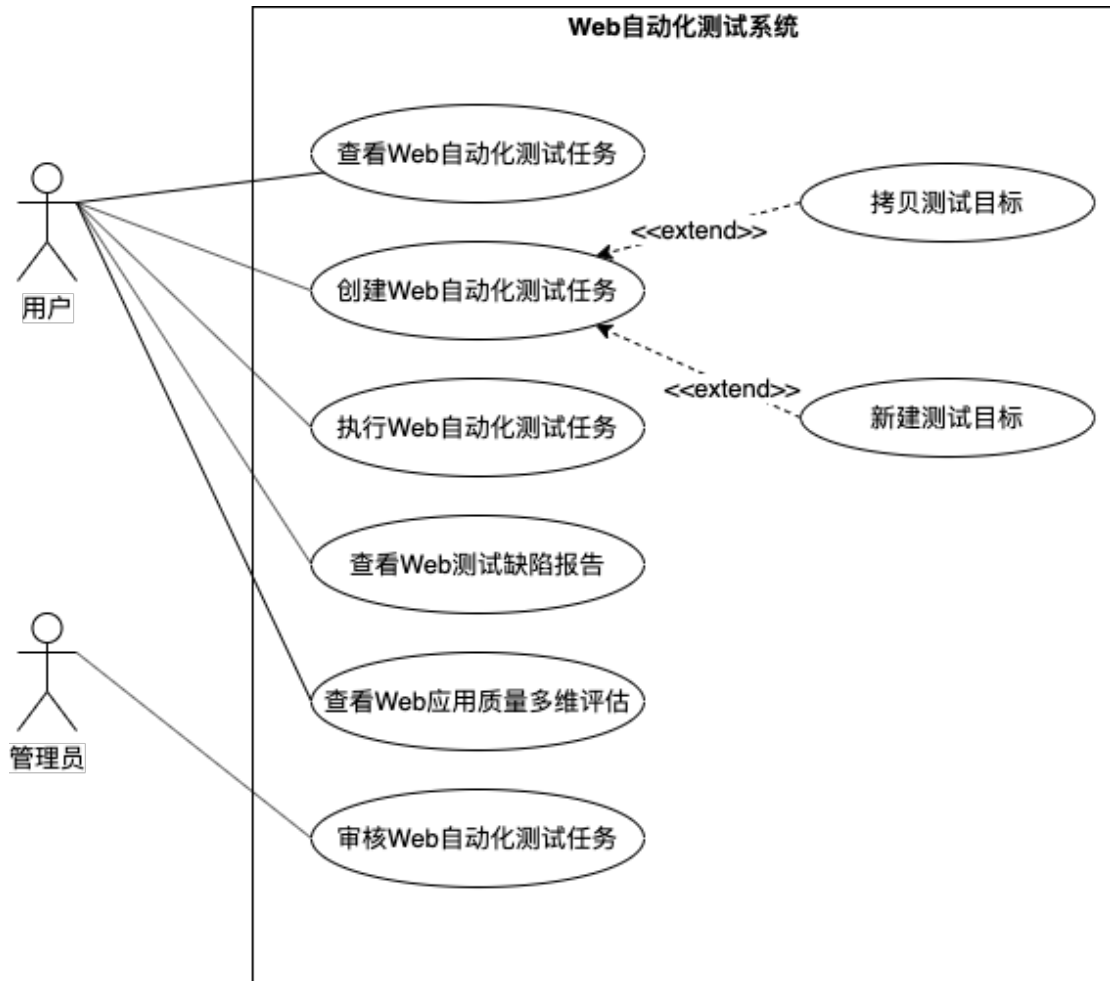 Web自动化测试系统
查看Web自动化测试任务
拷贝测试目标
<<extend>>
创建Web自动化测试任务
用户
<<extend>>
新建测试目标
执行Web自动化测试任务
查看Web测试缺陷报告
查看Web应用质量多维评估
管理员
审核Web自动化测试任务